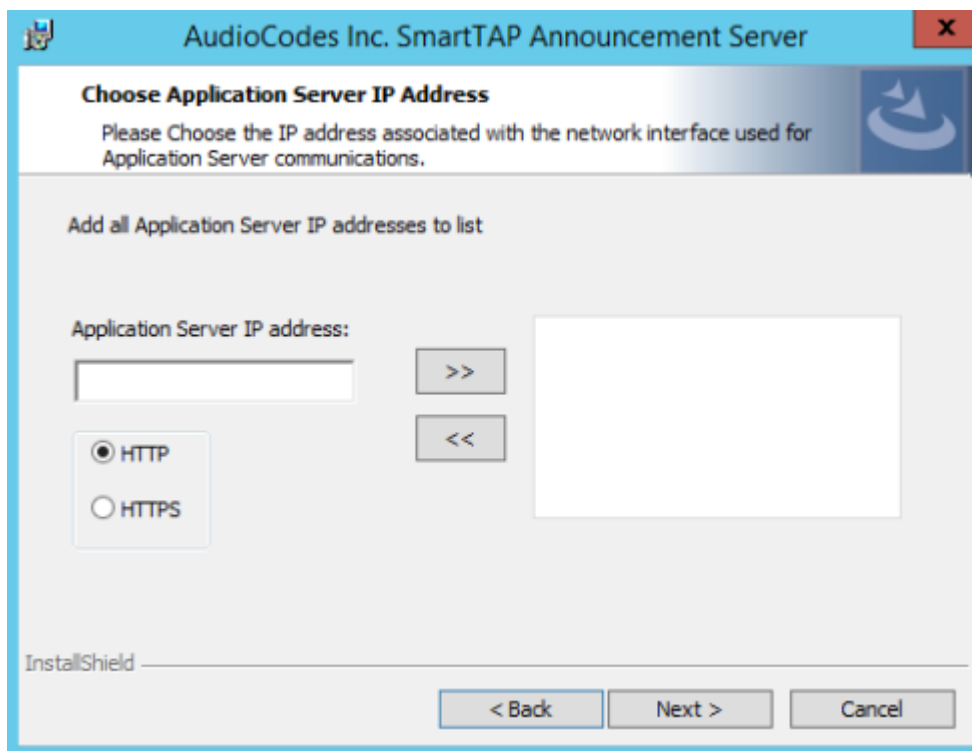 AudioCodes Inc. SmartTAP Announcement Server
x
Choose Application Server IP Address
Please Choose the IP address associated with the network interface used for
Application Server communications.
Add all Application Server IP addresses to list
Application Server IP address:
>>
<<
HTTP
HTTPS
InstallShield
< Back
Next >
Cancel